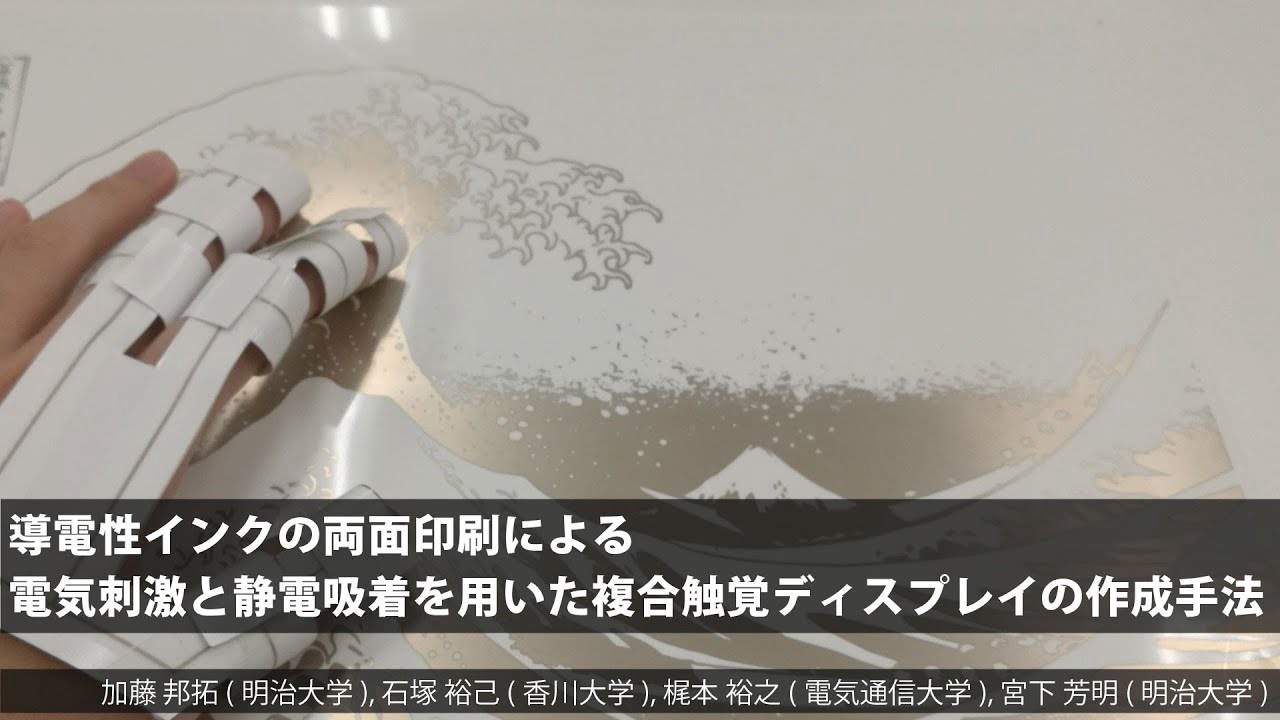 導電性インクの両面印刷による
電気刺激と静電吸着を用いた複合触覚ディスプレイの作成手法
加藤 邦拓 ( 明治大学 ), 石塚 裕己 ( 香川大学 ), 梶本 裕之 ( 電気通信大学 ), 宮下 芳明 ( 明治大学 )